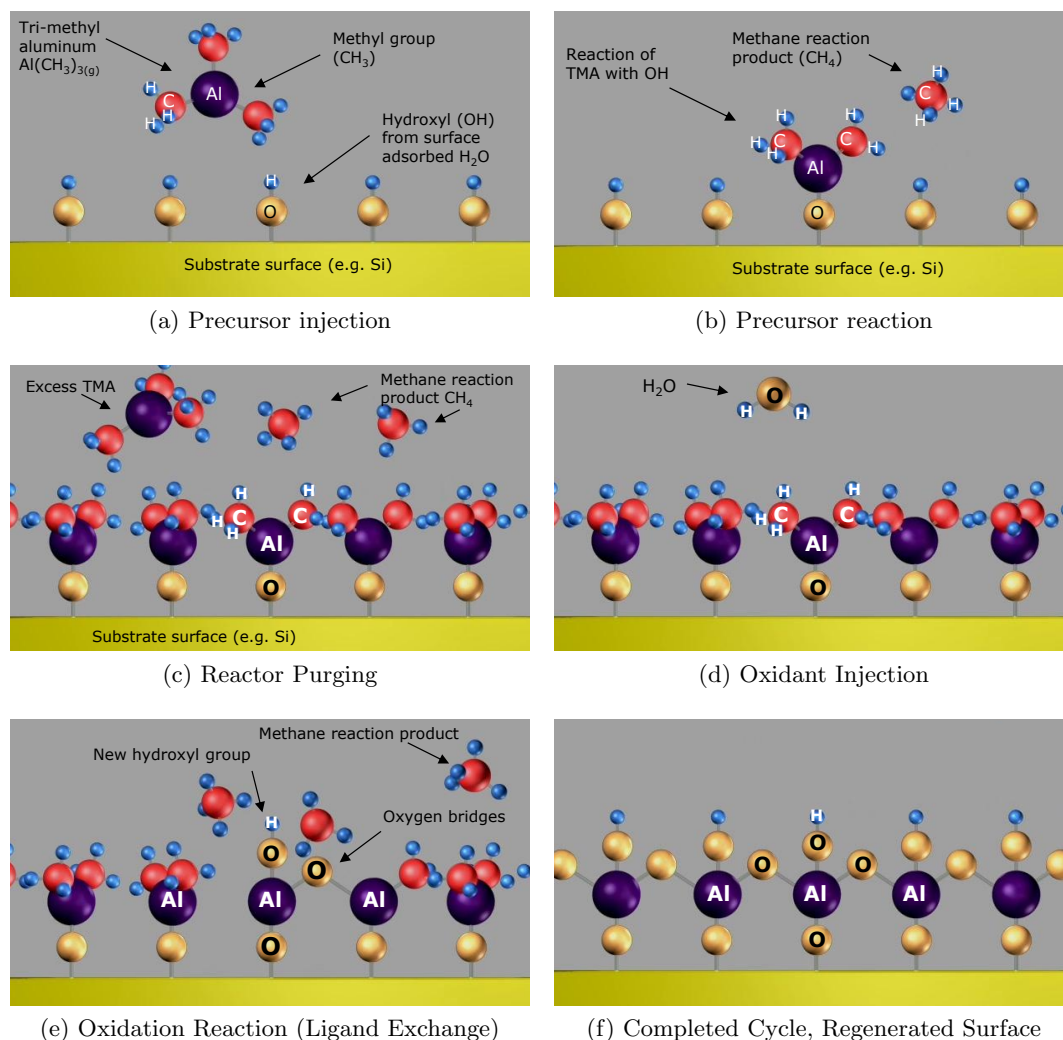 Tri-methyl
aluminum
Al(CH₃)₃₍g₎
Methyl group
(CH₃)
Al
H
C
H
H
Hydroxyl (OH)
from surface
adsorbed H₂O
H
O
Substrate surface (e.g. Si)
(a) Precursor injection
Reaction of
TMA with OH
Methane reaction
product (CH₄)
H
C
H
H
H
H
C
H
H
C
H
H
Al
O
Substrate surface (e.g. Si)
(b) Precursor reaction
Excess TMA
Methane reaction
product CH₄
H
H
C
C
H
H
Al
O
Substrate surface (e.g. Si)
(c) Reactor Purging
H₂O
O
H
H
H
H
C
C
H
H
Al
O
(d) Oxidant Injection
Methane reaction product
New hydroxyl group
H
Oxygen bridges
O
O
Al
Al
Al
O
(e) Oxidation Reaction (Ligand Exchange)
H
O
O
O
Al
Al
Al
O
(f) Completed Cycle, Regenerated Surface